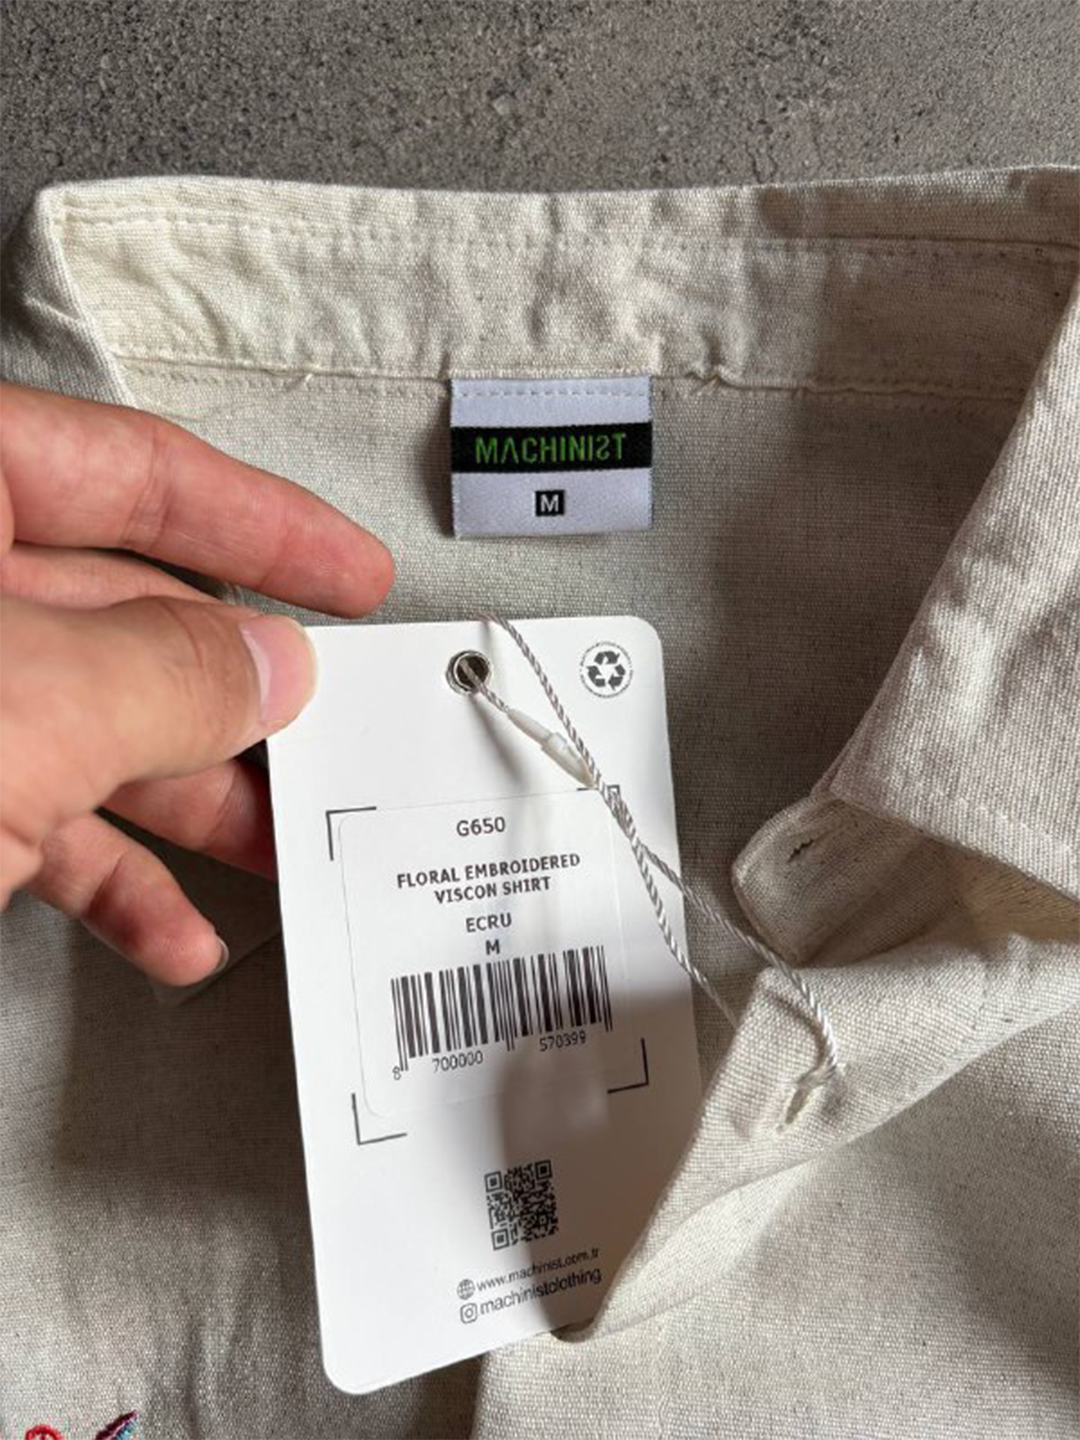 MACHINIST
M
G650
FLORAL EMBROIDERED
VISCON SHIRT
ECRU
M
8 700000 570399
www.machinist.com.tr
machinistclothing